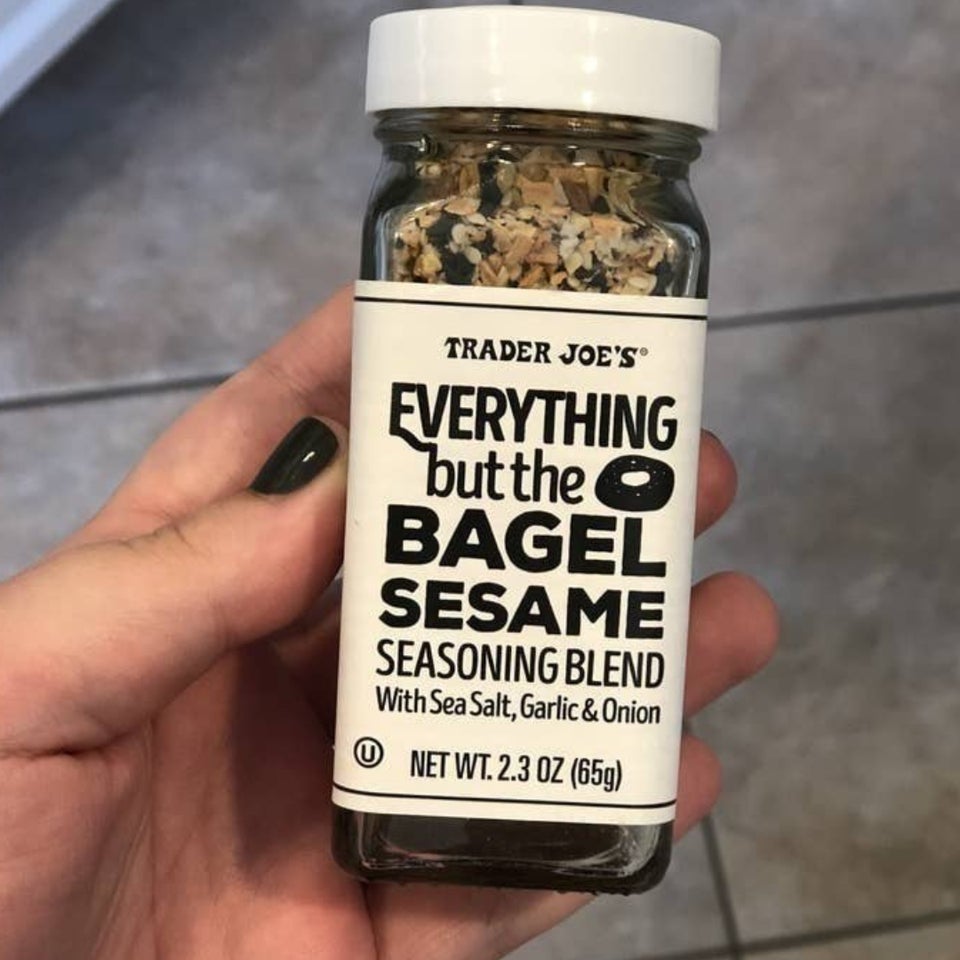 TRADER JOE'S®
EVERYTHING
but the
BAGEL
SESAME
SEASONING BLEND
With Sea Salt, Garlic & Onion
U
NET WT. 2.3 OZ (65g)